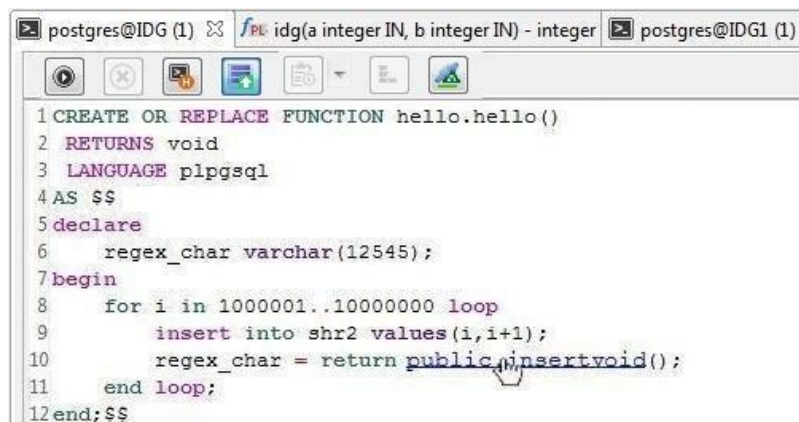 postgres@IDG (1) idg(a integer IN, b integer IN) - integer postgres@IDG1 (1)
1 CREATE OR REPLACE FUNCTION hello.hello()
2 RETURNS void
3 LANGUAGE plpgsql
4 AS $$
5 declare
6 regex_char varchar(12545);
7 begin
8 for i in 1000001..10000000 loop
9 insert into shr2 values(i,i+1);
10 regex_char = return public.insertvoid();
11 end loop;
12 end;$$